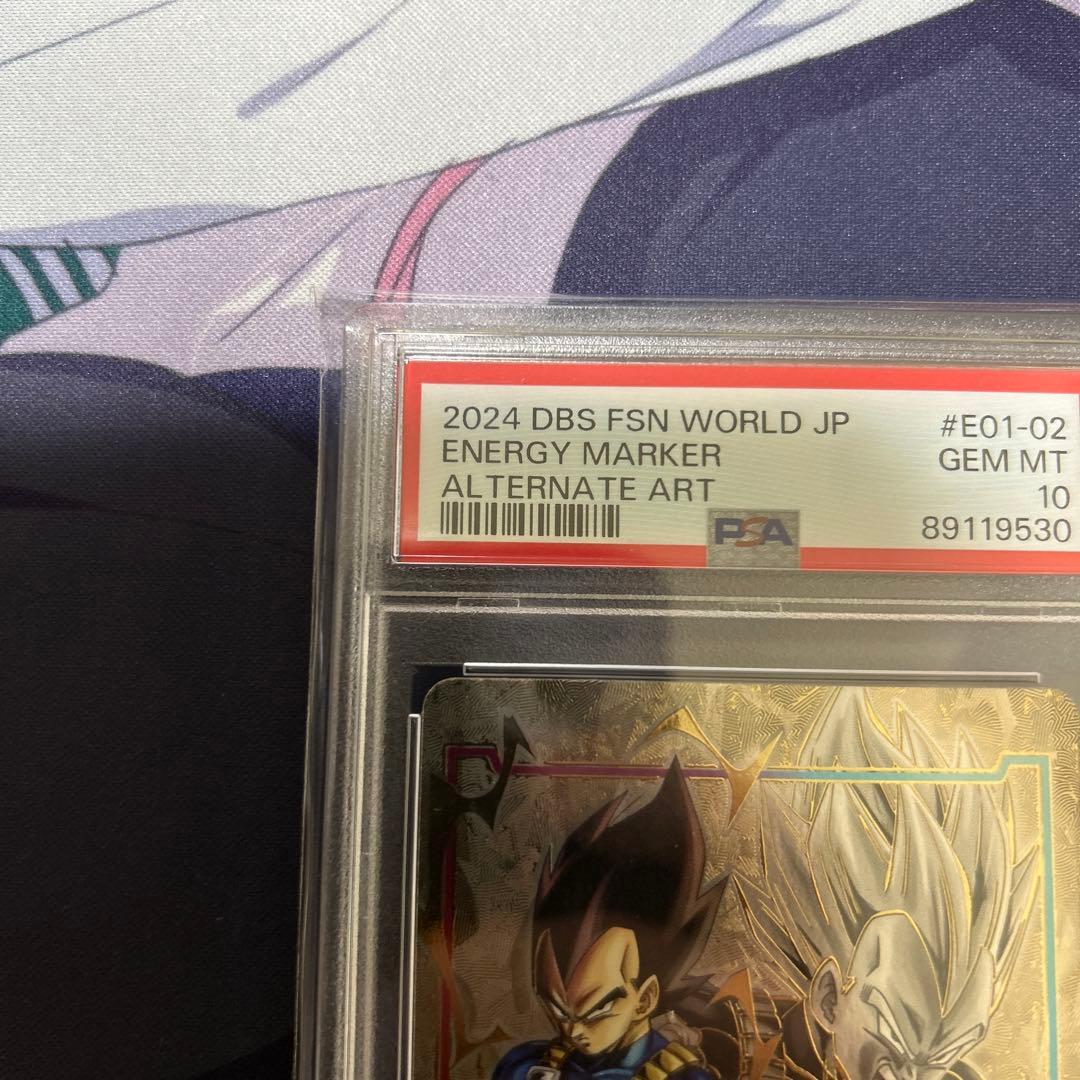 2024 DBS FSN WORLD JP #E01-02
ENERGY MARKER GEM MT
ALTERNATE ART 10
PSA 89119530